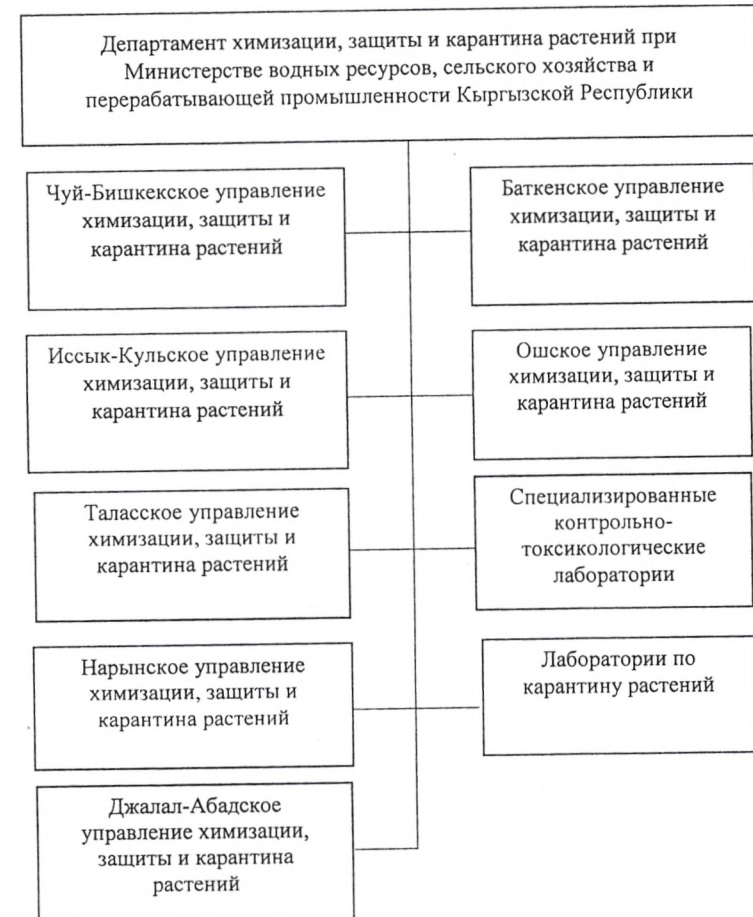 Департамент химизации, защиты и карантина растений при
Министерстве водных ресурсов, сельского хозяйства и
перерабатывающей промышленности Кыргызской Республики
Чуй-Бишкекское управление
химизации, защиты и
карантина растений
Баткенское управление
химизации, защиты и
карантина растений
Иссык-Кульское управление
химизации, защиты и
карантина растений
Ошское управление
химизации, защиты и
карантина растений
Таласское управление
химизации, защиты и
карантина растений
Специализированные
контрольно-
токсикологические
лаборатории
Нарынское управление
химизации, защиты и
карантина растений
Лаборатории по
карантину растений
Джалал-Абадское
управление химизации,
защиты и карантина
растений